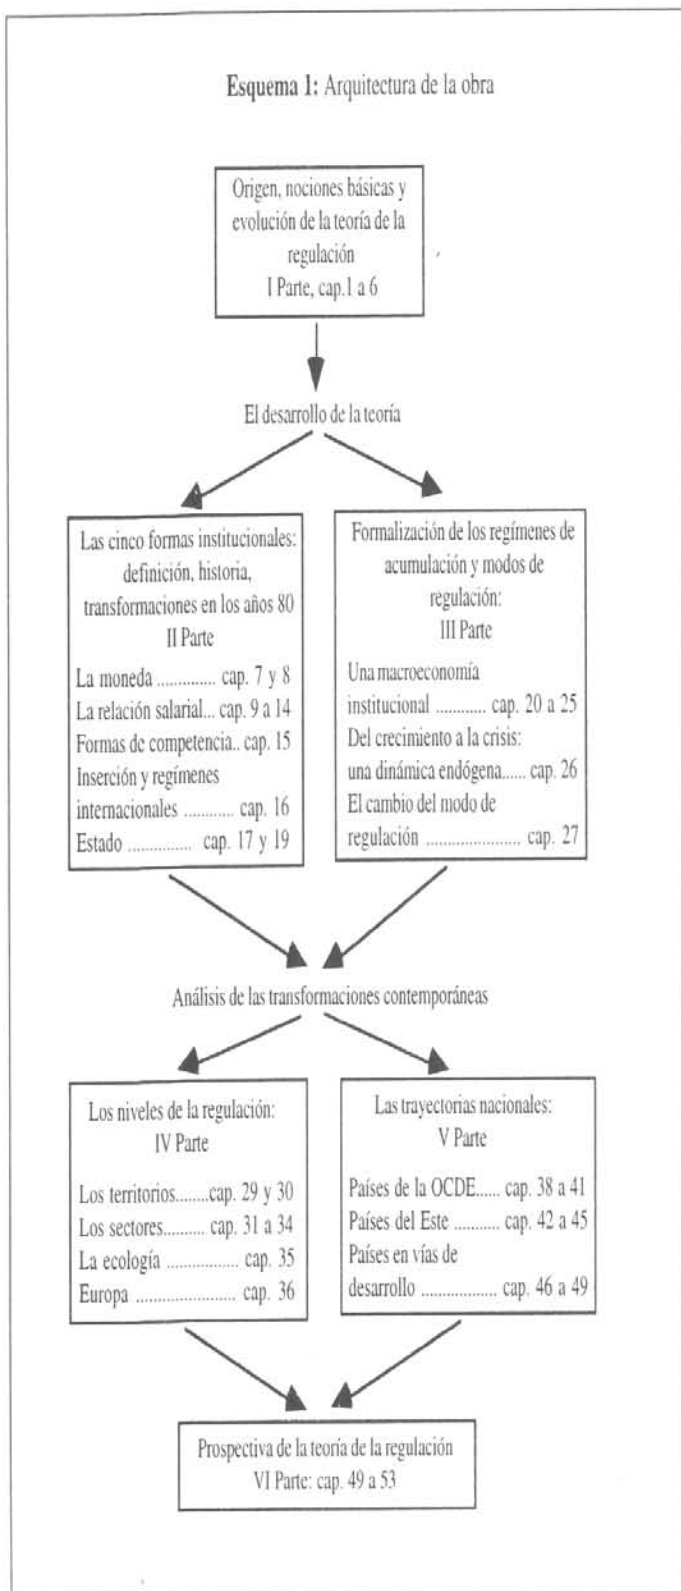 Esquema 1: Arquitectura de la obra
Origen, nociones básicas y
evolución de la teoría de la
regulación
I Parte, cap.1 a 6
El desarrollo de la teoría
Las cinco formas institucionales:
definición, historia,
transformaciones en los años 80
II Parte
La moneda .............. cap. 7 y 8
La relación salarial... cap. 9 a 14
Formas de competencia.. cap. 15
Inserción y regímenes
internacionales ............ cap. 16
Estado .............. cap. 17 y 19
Formalización de los regímenes de
acumulación y modos de
regulación:
III Parte
Una macroeconomía
institucional ............ cap. 20 a 25
Del crecimiento a la crisis:
una dinámica endógena...... cap. 26
El cambio del modo de
regulación ...................... cap. 27
Análisis de las transformaciones contemporáneas
Los niveles de la regulación:
IV Parte
Los territorios........cap. 29 y 30
Los sectores.......... cap. 31 a 34
La ecología ................. cap. 35
Europa ........................ cap. 36
Las trayectorias nacionales:
V Parte
Países de la OCDE...... cap. 38 a 41
Países del Este ........... cap. 42 a 45
Países en vías de
desarrollo .................. cap. 46 a 49
Prospectiva de la teoría de la regulación
VI Parte: cap. 49 a 53